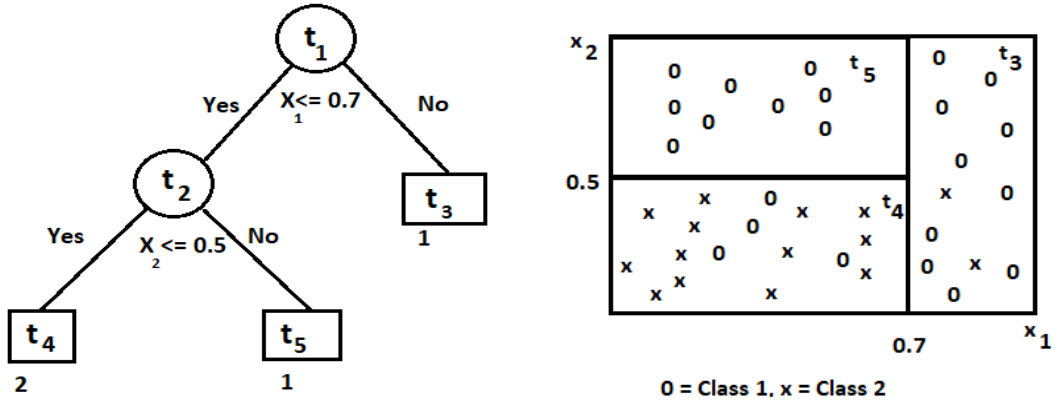 t1
X1<= 0.7
Yes
No
t2
t3
1
X2<= 0.5
Yes
No
t4
2
t5
1
x2
t5
t3
0.5
t4
0.7
x1
0 = Class 1, x = Class 2